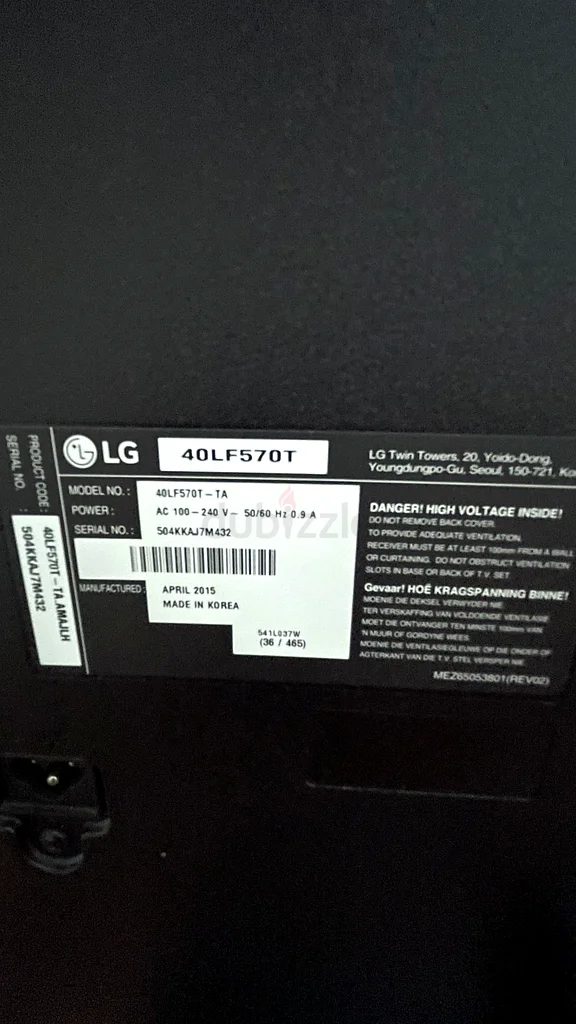 LG
40LF570T
LG Twin Towers, 20, Yoido-Dong,
Youngdungpo-Gu, Seoul, 150-721, Ko
PRODUCT CODE : 40LF570T-TA.AMAJLH
SERIAL NO. : 504KKAJ7M432
MODEL NO. : 40LF570T-TA
POWER : AC 100-240 V~ 50/60 Hz 0.9 A
SERIAL NO. : 504KKAJ7M432
MANUFACTURED : APRIL 2015
MADE IN KOREA
541L037W
(36 / 465)
DANGER! HIGH VOLTAGE INSIDE!
DO NOT REMOVE BACK COVER.
TO PROVIDE ADEQUATE VENTILATION,
RECEIVER MUST BE AT LEAST 100mm FROM A WALL
OR CURTAINING. DO NOT OBSTRUCT VENTILATION
SLOTS IN BASE OR BACK OF T.V. SET
Gevaar! HOË KRAGSPANNING BINNE!
MOENIE DIE DEKSEL VERWYDER NIE.
TER VERSKAFFING VAN VOLDOENDE VENTILASIE
MOET DIE ONTVANGER TEN MINSTE 100mm VAN
'N MUUR OF GORDYNE WEES.
MOENIE DIE VENTILASIEGLEUWE OP DIE ONDER OF
AGTERKANT VAN DIE T.V. STEL VERSPER NIE.
MEZ65053801(REV02)
dubizzle